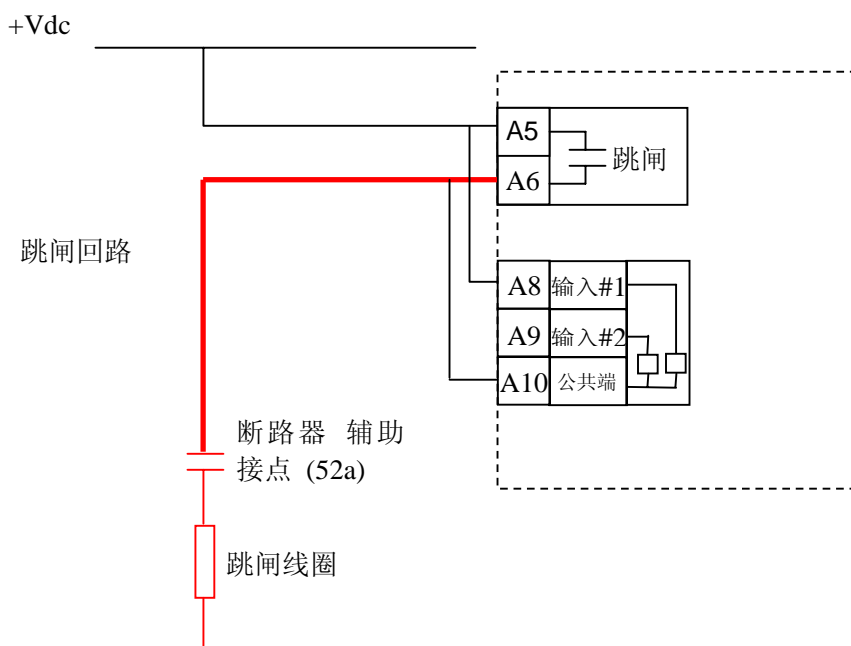 +Vdc
A5
跳闸
A6
跳闸回路
A8 输入#1
A9 输入#2
A10 公共端
断路器 辅助
接点 (52a)
跳闸线圈